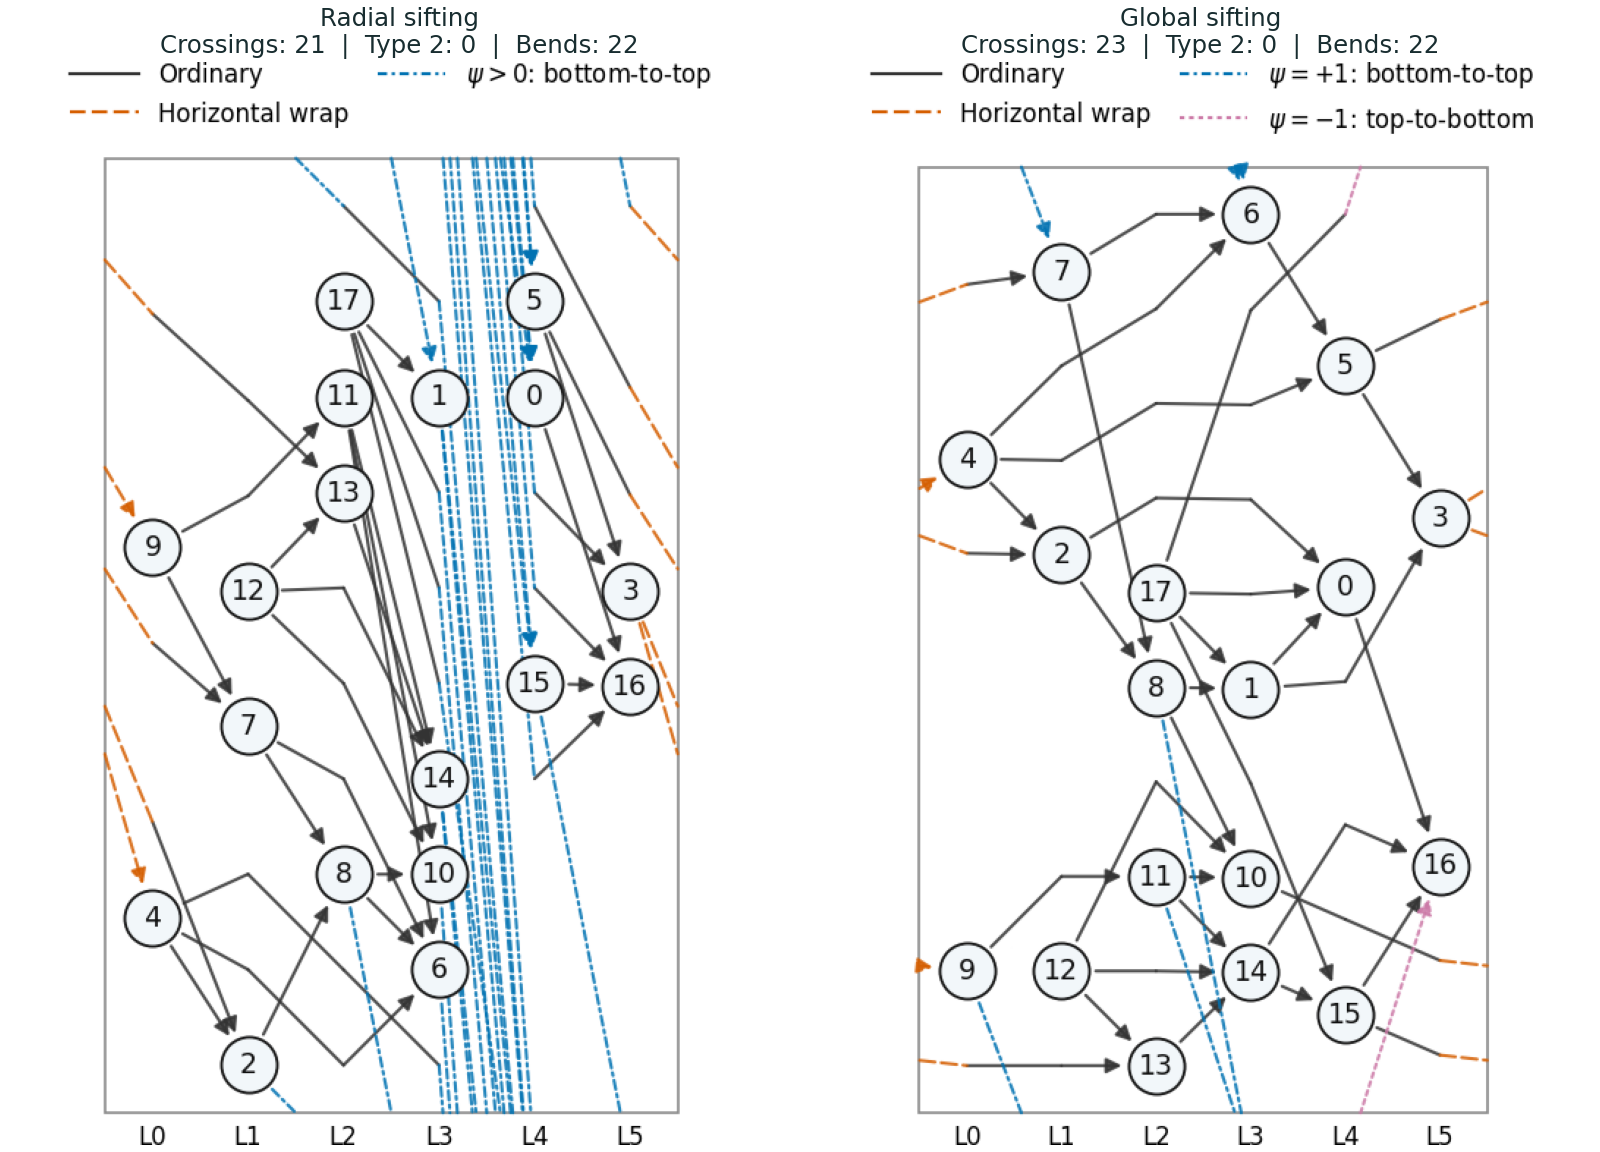 Radial sifting
Crossings: 21 | Type 2: 0 | Bends: 22
Ordinary
ψ > 0: bottom-to-top
Horizontal wrap
17
5
11
1
0
13
9
12
3
15
16
7
14
8
10
4
6
2
L0 L1 L2 L3 L4 L5
Global sifting
Crossings: 23 | Type 2: 0 | Bends: 22
Ordinary
ψ = +1: bottom-to-top
Horizontal wrap
ψ = −1: top-to-bottom
6
7
5
4
3
2
17
0
8
1
16
11
10
9
12
14
15
13
L0 L1 L2 L3 L4 L5